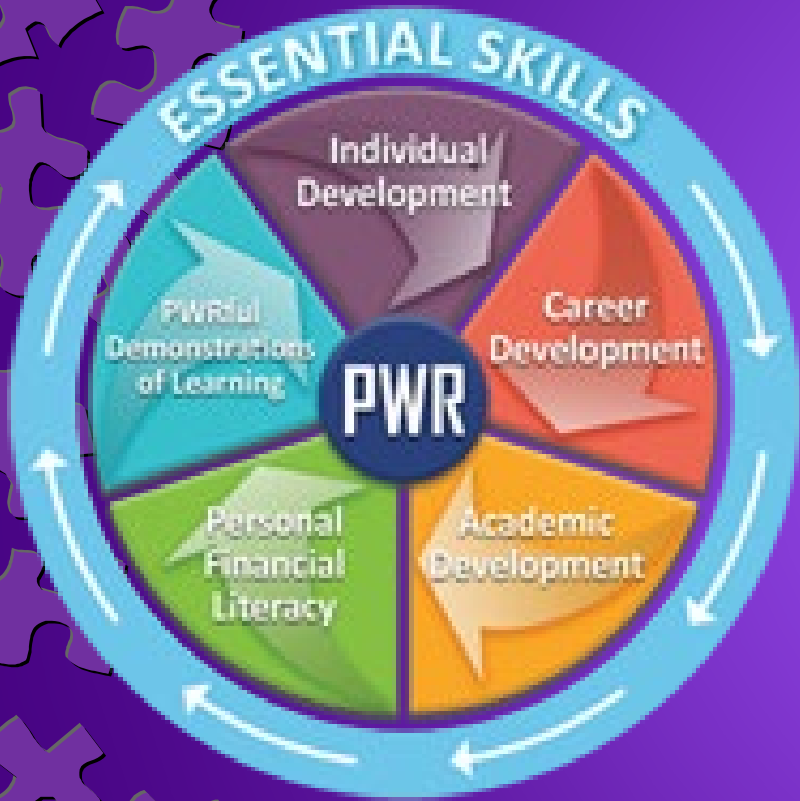 ESSENTIAL SKILLS
Individual
Development
Career
Development
Academic
Development
Personal
Financial
Literacy
PWRful
Demonstrations
of Learning
PWR